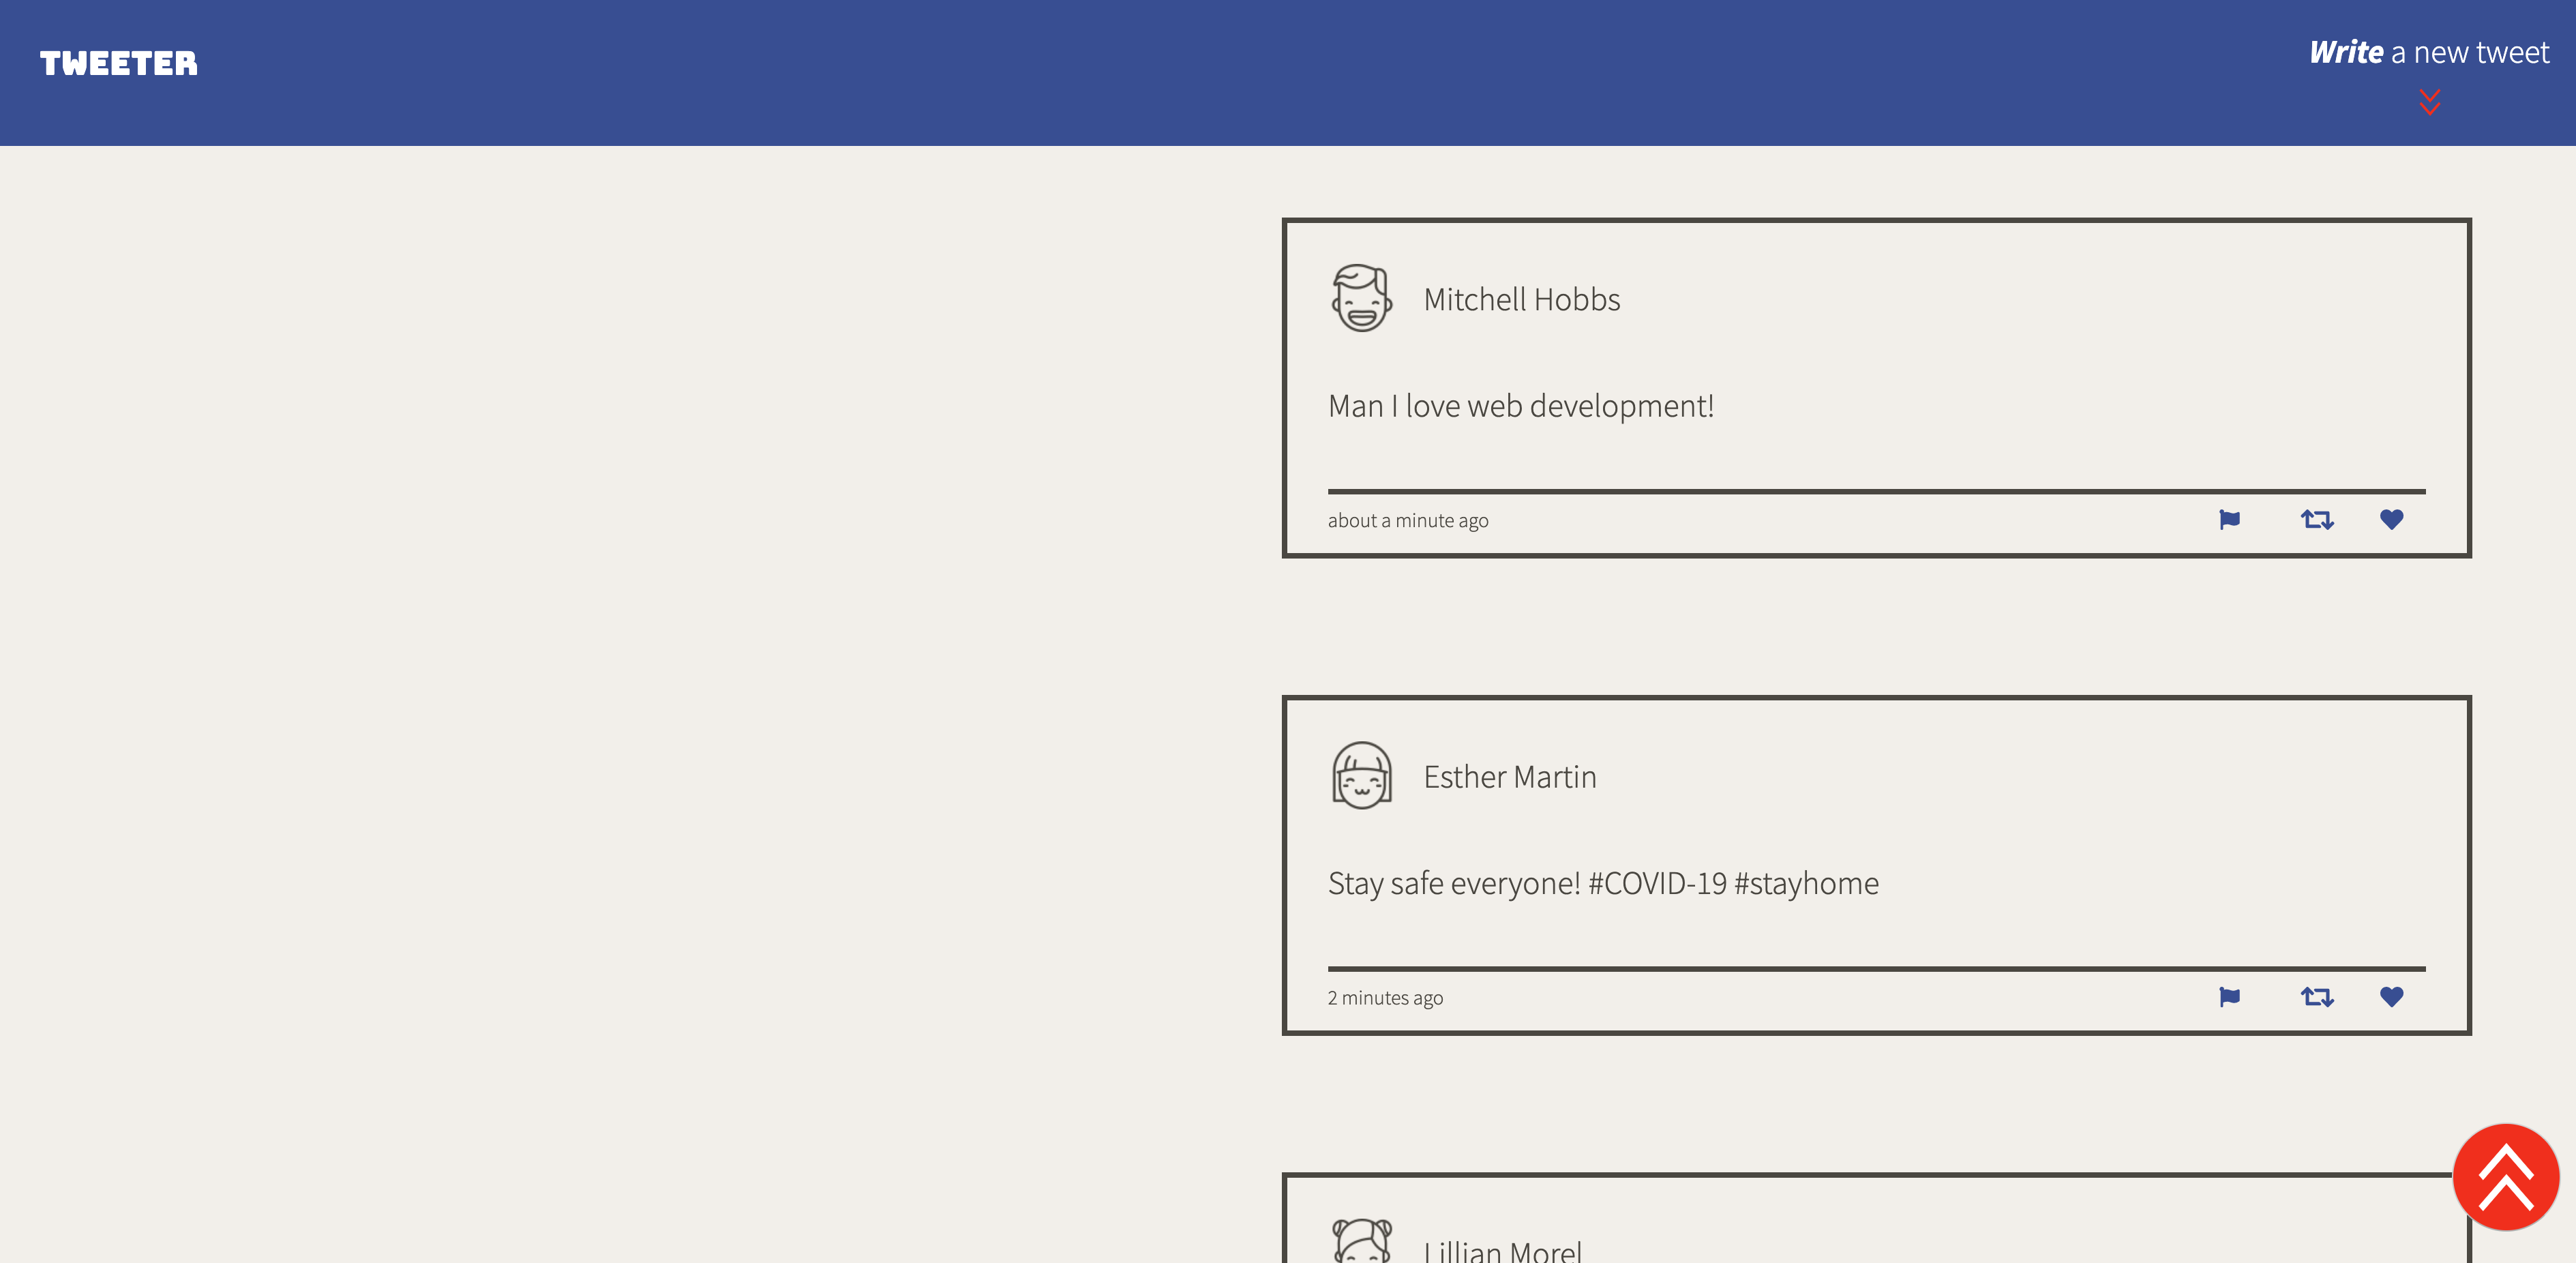 TWEETER
Write a new tweet
Mitchell Hobbs
Man I love web development!
about a minute ago
Esther Martin
Stay safe everyone! #COVID-19 #stayhome
2 minutes ago
Lillian Morel